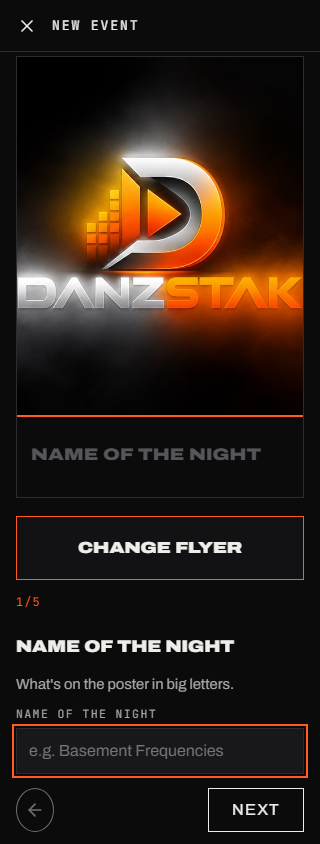 NEW EVENT
DANZSTAK
NAME OF THE NIGHT
CHANGE FLYER
1/5
NAME OF THE NIGHT
What's on the poster in big letters.
NAME OF THE NIGHT
e.g. Basement Frequencies
NEXT